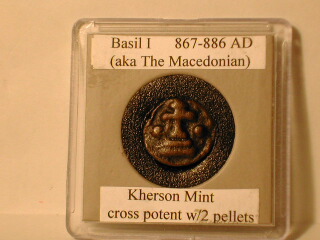 Basil I 867-886 AD
(aka The Macedonian)
Kherson Mint
cross potent w/2 pellets